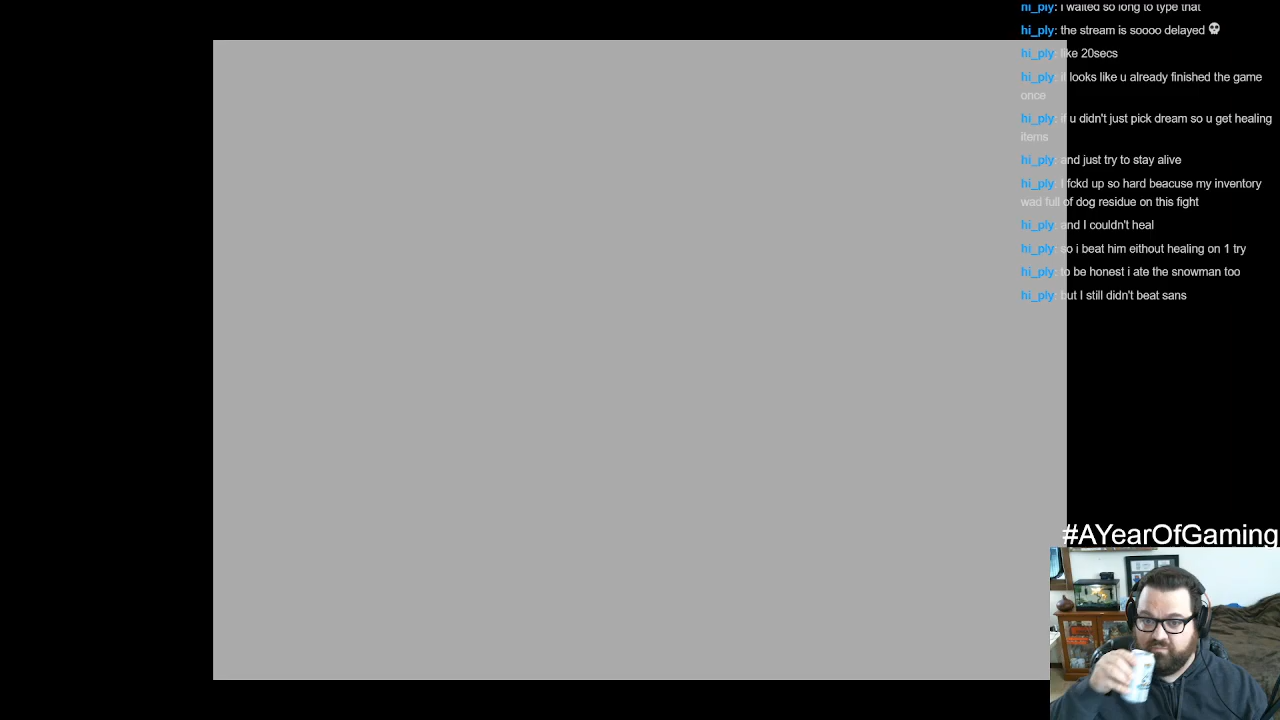 hi_ply: i waited so long to type that
hi_ply: the stream is soooo delayed 💀
hi_ply: like 20secs
hi_ply: it looks like u already finished the game
once
hi_ply: if u didn't just pick dream so u get healing
items
hi_ply: and just try to stay alive
hi_ply: I fckd up so hard beacuse my inventory
wad full of dog residue on this fight
hi_ply: and I couldn't heal
hi_ply: so i beat him eithout healing on 1 try
hi_ply: to be honest i ate the snowman too
hi_ply: but I still didn't beat sans
#AYearOfGaming